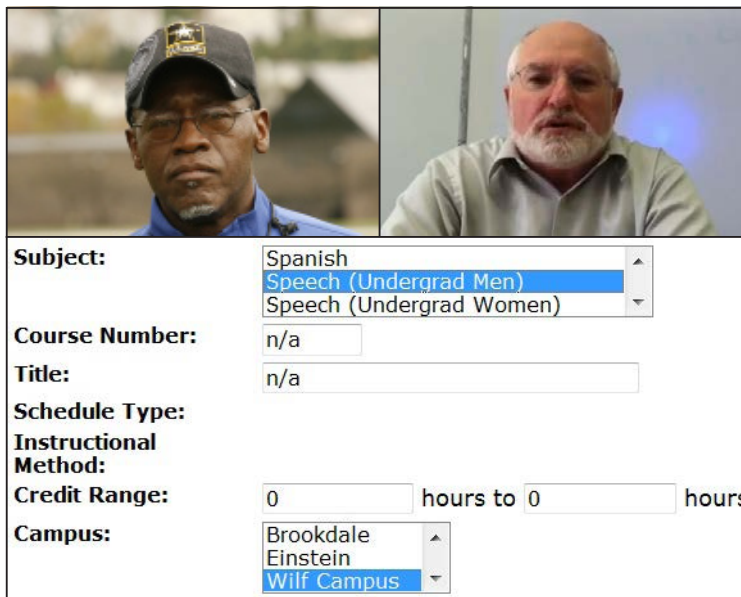 Subject:
Spanish
Speech (Undergrad Men)
Speech (Undergrad Women)
Course Number:
n/a
Title:
n/a
Schedule Type:
Instructional
Method:
Credit Range:
0 hours to 0 hours
Campus:
Brookdale
Einstein
Wilf Campus